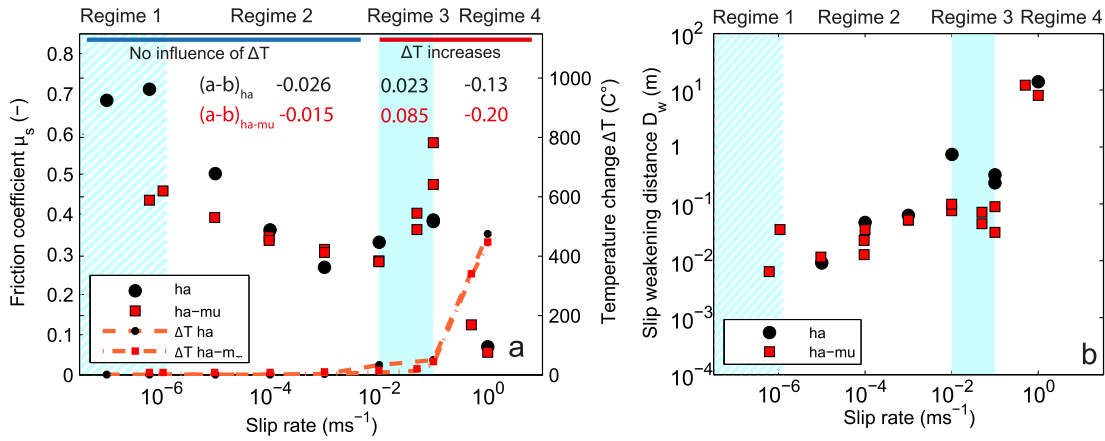 Regime 1 Regime 2 Regime 3 Regime 4
No influence of ΔT ΔT increases
(a-b)ha -0.026 0.023 -0.13
(a-b)ha-mu -0.015 0.085 -0.20
Friction coefficient μs (−)
0.8
0.7
0.6
0.5
0.4
0.3
0.2
0.1
0
ha
ha−mu
ΔT ha
ΔT ha−m_
a
1000
800
600
400
200
0
Temperature change ΔT (C°)
10−6 10−4 10−2 100
Slip rate (ms−1)
Regime 1 Regime 2 Regime 3 Regime 4
Slip weakening distance Dw (m)
102
101
1
10−1
10−2
10−3
10−4
ha
ha−mu
b
10−6 10−4 10−2 100
Slip rate (ms−1)